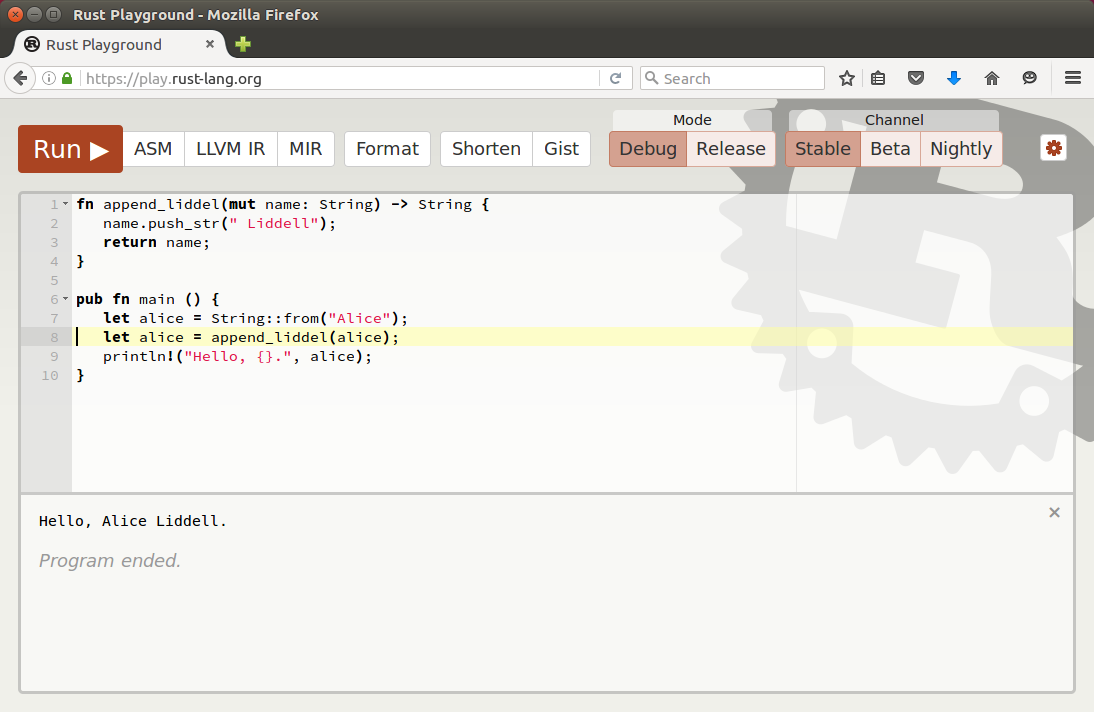 Rust Playground - Mozilla Firefox
Rust Playground
https://play.rust-lang.org
Search
Mode
Channel
Run ▶ ASM LLVM IR MIR Format Shorten Gist Debug Release Stable Beta Nightly
1 fn append_liddel(mut name: String) -> String {
2    name.push_str(" Liddell");
3    return name;
4 }
5
6 pub fn main () {
7    let alice = String::from("Alice");
8    let alice = append_liddel(alice);
9    println!("Hello, {}.", alice);
10 }
Hello, Alice Liddell.
Program ended.